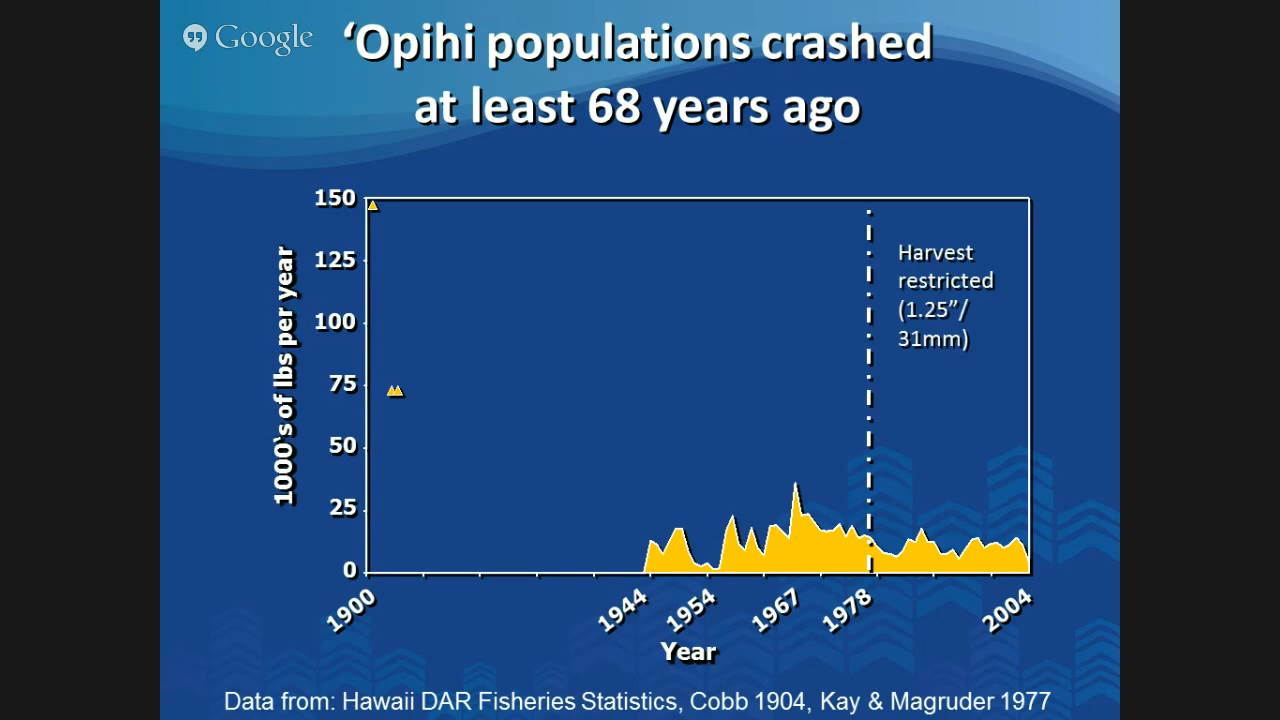 Google
‘Opihi populations crashed
at least 68 years ago
150
125
100
75
50
25
0
1000`s of lbs per year
Harvest
restricted
(1.25”/
31mm)
1900
1944
1954
1967
1978
2004
Year
Data from: Hawaii DAR Fisheries Statistics, Cobb 1904, Kay & Magruder 1977